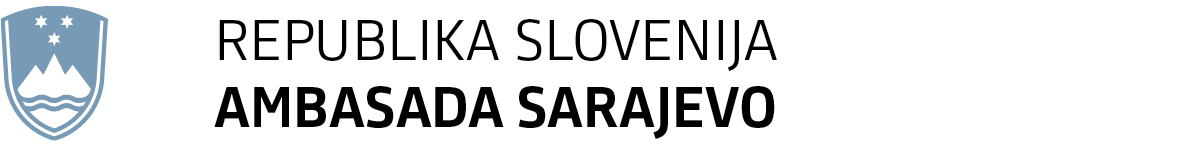 REPUBLIKA SLOVENIJA
AMBASADA SARAJEVO